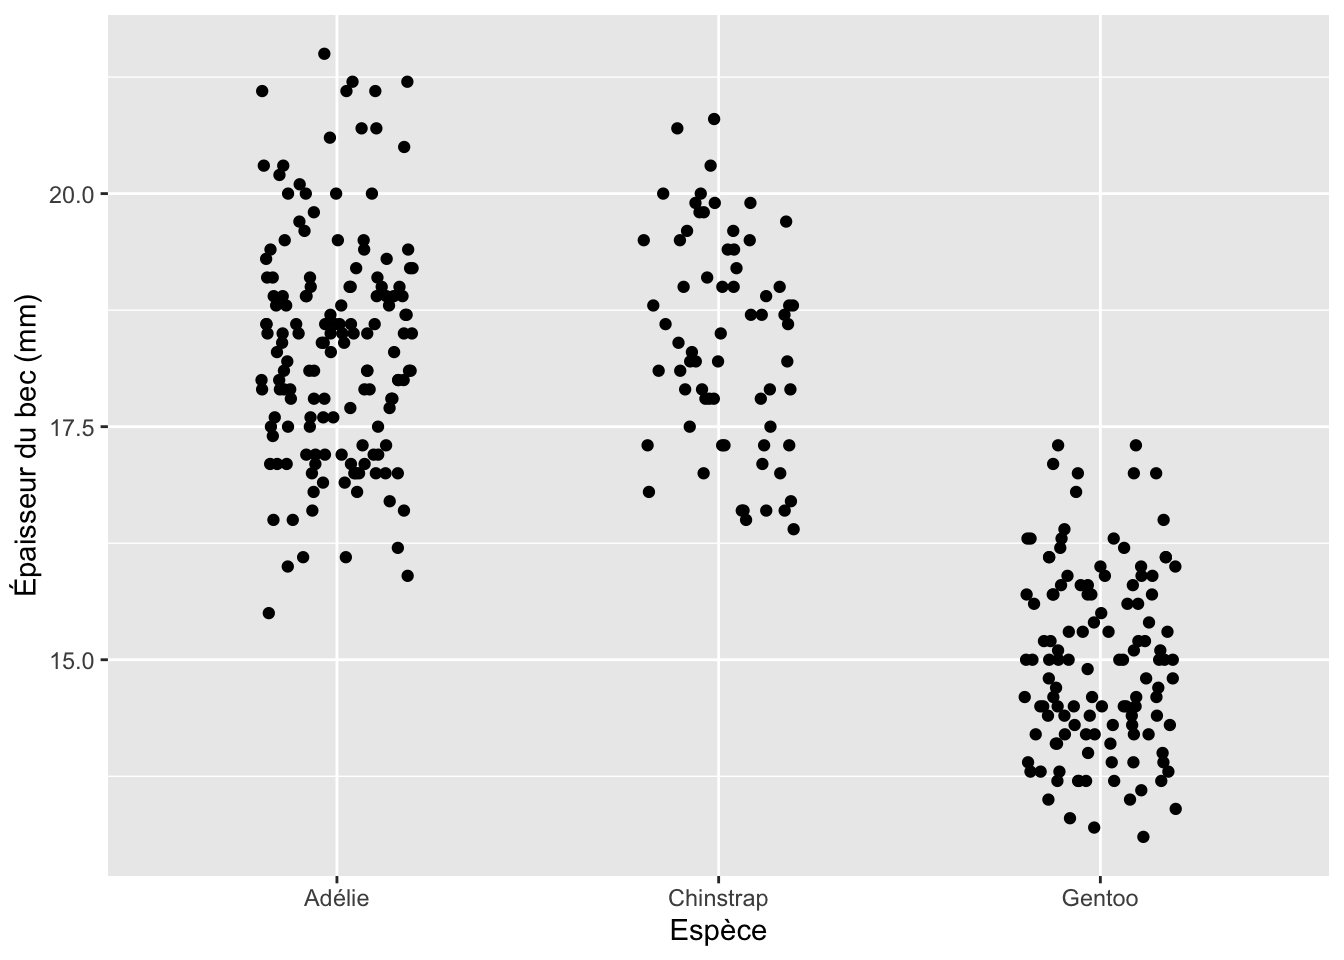 Épaisseur du bec (mm)
20.0
17.5
15.0
Adélie
Chinstrap
Gentoo
Espèce